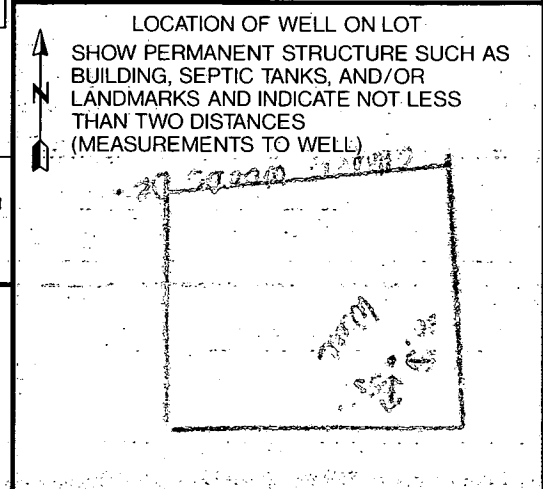 LOCATION OF WELL ON LOT
SHOW PERMANENT STRUCTURE SUCH AS
BUILDING, SEPTIC TANKS, AND/OR
N
LANDMARKS AND INDICATE NOT LESS
THAN TWO DISTANCES
(MEASUREMENTS TO WELL)
Well